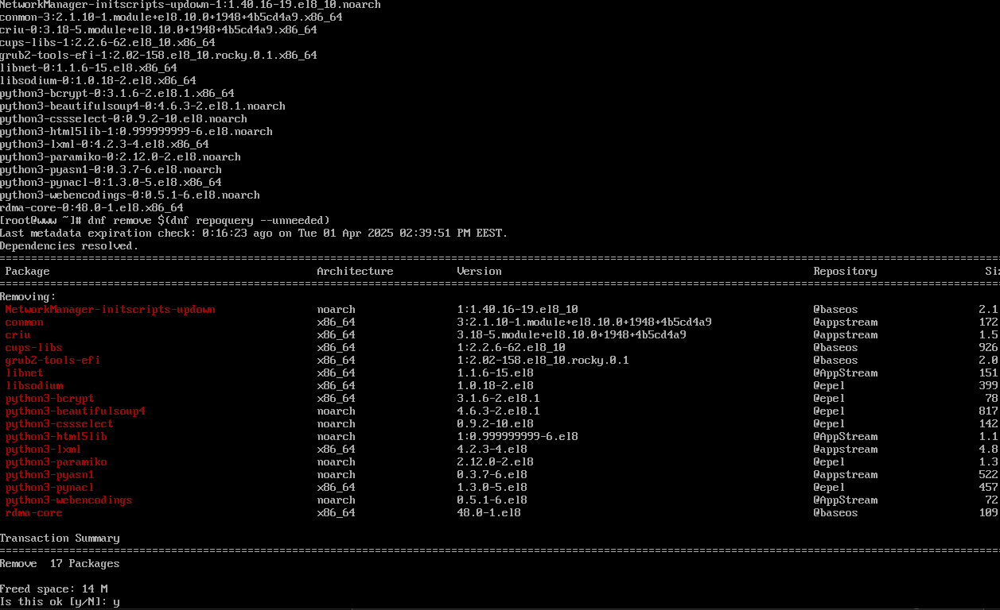 NetworkManager-initscripts-updown-1:1.40.16-19.el8_10.noarch
conmon-3:2.1.10-1.module+el8.10.0+1948+4b5cd4a9.x86_64
criu-0:3.18-5.module+el8.10.0+1948+4b5cd4a9.x86_64
cups-libs-1:2.2.6-62.el8_10.x86_64
grub2-tools-efi-1:2.02-158.el8_10.rocky.0.1.x86_64
libnet-0:1.1.6-15.el8.x86_64
libsodium-0:1.0.18-2.el8.x86_64
python3-bcrypt-0:3.1.6-2.el8.1.x86_64
python3-beautifulsoup4-0:4.6.3-2.el8.1.noarch
python3-cssselect-0:0.9.2-10.el8.noarch
python3-html5lib-1:0.999999999-6.el8.noarch
python3-lxml-0:4.2.3-4.el8.x86_64
python3-paramiko-0:2.12.0-2.el8.noarch
python3-pyasn1-0:0.3.7-6.el8.noarch
python3-pynacl-0:1.3.0-5.el8.x86_64
python3-webencodings-0:0.5.1-6.el8.noarch
rdma-core-0:48.0-1.el8.x86_64
[root@www ~]# dnf remove $(dnf repoquery --unneeded)
Last metadata expiration check: 0:16:23 ago on Tue 01 Apr 2025 02:39:51 PM EEST.
Dependencies resolved.
Package Architecture Version Repository Si
Removing:
NetworkManager-initscripts-updown noarch 1:1.40.16-19.el8_10 @baseos 2.1
conmon x86_64 3:2.1.10-1.module+el8.10.0+1948+4b5cd4a9 @appstream 172
criu x86_64 3.18-5.module+el8.10.0+1948+4b5cd4a9 @appstream 1.5
cups-libs x86_64 1:2.2.6-62.el8_10 @baseos 926
grub2-tools-efi x86_64 1:2.02-158.el8_10.rocky.0.1 @baseos 2.0
libnet x86_64 1.1.6-15.el8 @AppStream 151
libsodium x86_64 1.0.18-2.el8 @epel 399
python3-bcrypt x86_64 3.1.6-2.el8.1 @epel 78
python3-beautifulsoup4 noarch 4.6.3-2.el8.1 @epel 817
python3-cssselect noarch 0.9.2-10.el8 @epel 142
python3-html5lib noarch 1:0.999999999-6.el8 @AppStream 1.1
python3-lxml x86_64 4.2.3-4.el8 @appstream 4.8
python3-paramiko noarch 2.12.0-2.el8 @epel 1.3
python3-pyasn1 noarch 0.3.7-6.el8 @appstream 522
python3-pynacl x86_64 1.3.0-5.el8 @epel 457
python3-webencodings noarch 0.5.1-6.el8 @AppStream 72
rdma-core x86_64 48.0-1.el8 @baseos 109
Transaction Summary
Remove 17 Packages
Freed space: 14 M
Is this ok [y/N]: y